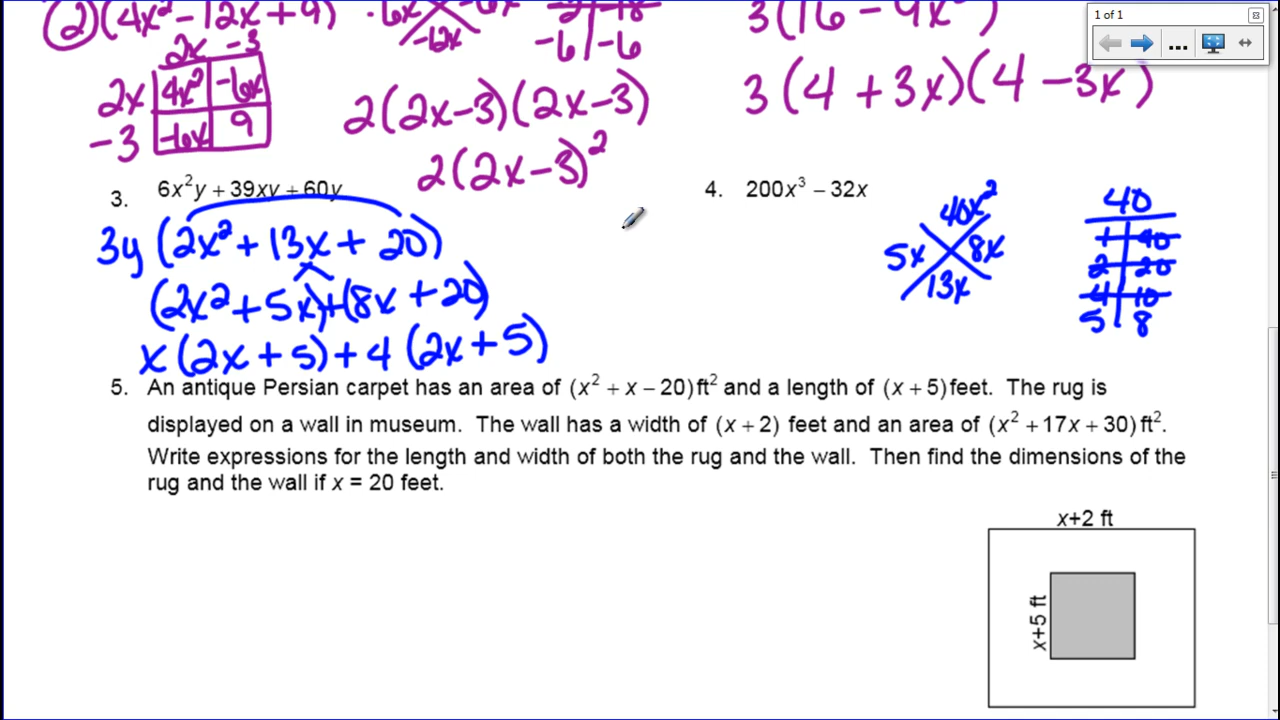 1 of 1
②(4x² - 12x + 9)
-6x
-6x
-12x
-2 | -18
-6 | -6
3(16 - 9x²)
2x -3
2x 4x² -6x
-3 -6x 9
2(2x-3)(2x-3)
2(2x-3)²
3(4 + 3x)(4 - 3x)
3. 6x²y + 39xy + 60y
3y (2x² + 13x + 20)
(2x² + 5x)+(8x + 20)
x (2x + 5) + 4 (2x + 5)
4. 200x³ − 32x
40x²
5x 8x
13x
40
1 40
2 20
4 10
5 8
5. An antique Persian carpet has an area of (x² + x − 20) ft² and a length of (x + 5) feet. The rug is
displayed on a wall in museum. The wall has a width of (x + 2) feet and an area of (x² + 17x + 30) ft².
Write expressions for the length and width of both the rug and the wall. Then find the dimensions of the
rug and the wall if x = 20 feet.
x+2 ft
x+5 ft